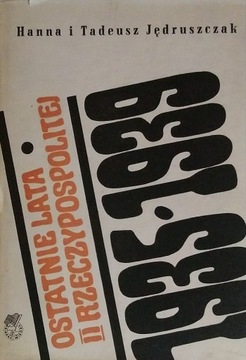 Hanna i Tadeusz Jędruszczak
OSTATNIE LATA
II RZECZYPOSPOLITEJ
1935-1939